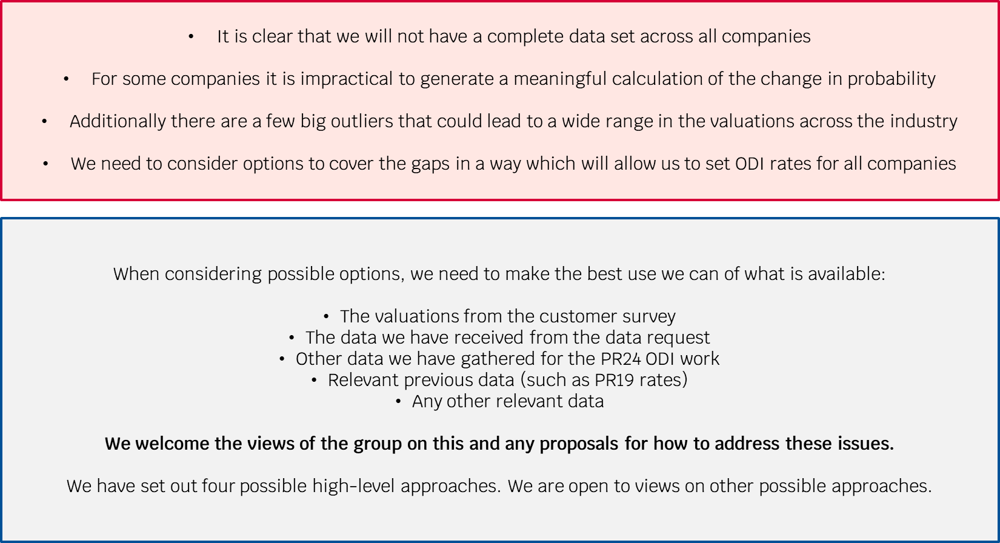 • It is clear that we will not have a complete data set across all companies
• For some companies it is impractical to generate a meaningful calculation of the change in probability
• Additionally there are a few big outliers that could lead to a wide range in the valuations across the industry
• We need to consider options to cover the gaps in a way which will allow us to set ODI rates for all companies
When considering possible options, we need to make the best use we can of what is available:
• The valuations from the customer survey
• The data we have received from the data request
• Other data we have gathered for the PR24 ODI work
• Relevant previous data (such as PR19 rates)
• Any other relevant data
We welcome the views of the group on this and any proposals for how to address these issues.
We have set out four possible high-level approaches. We are open to views on other possible approaches.